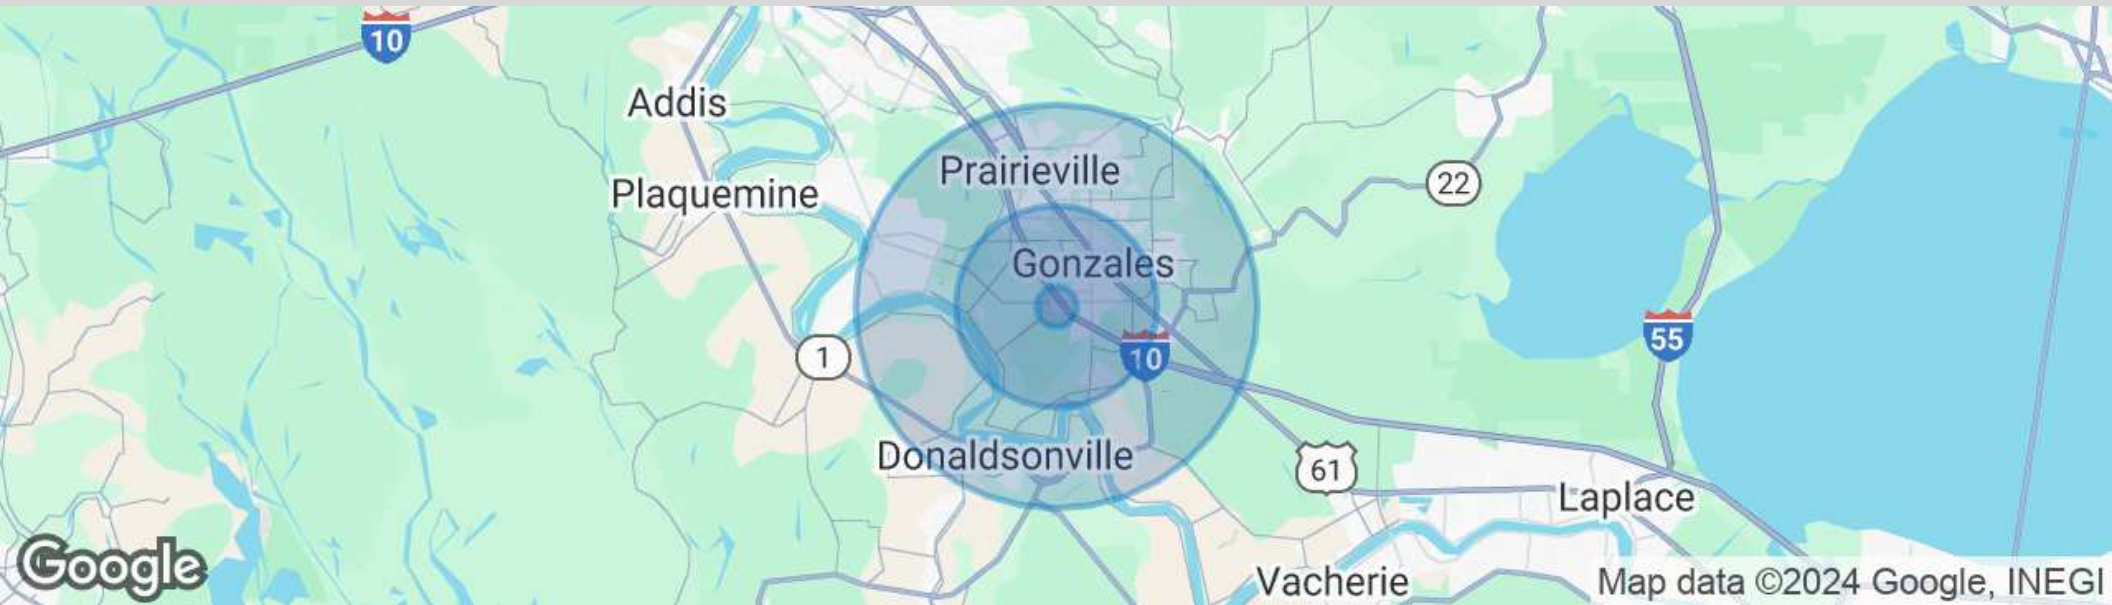 10
Addis
Prairieville
Plaquemine
22
Gonzales
10
55
1
Donaldsonville
61
Laplace
Google
Vacherie
Map data ©2024 Google, INEGI